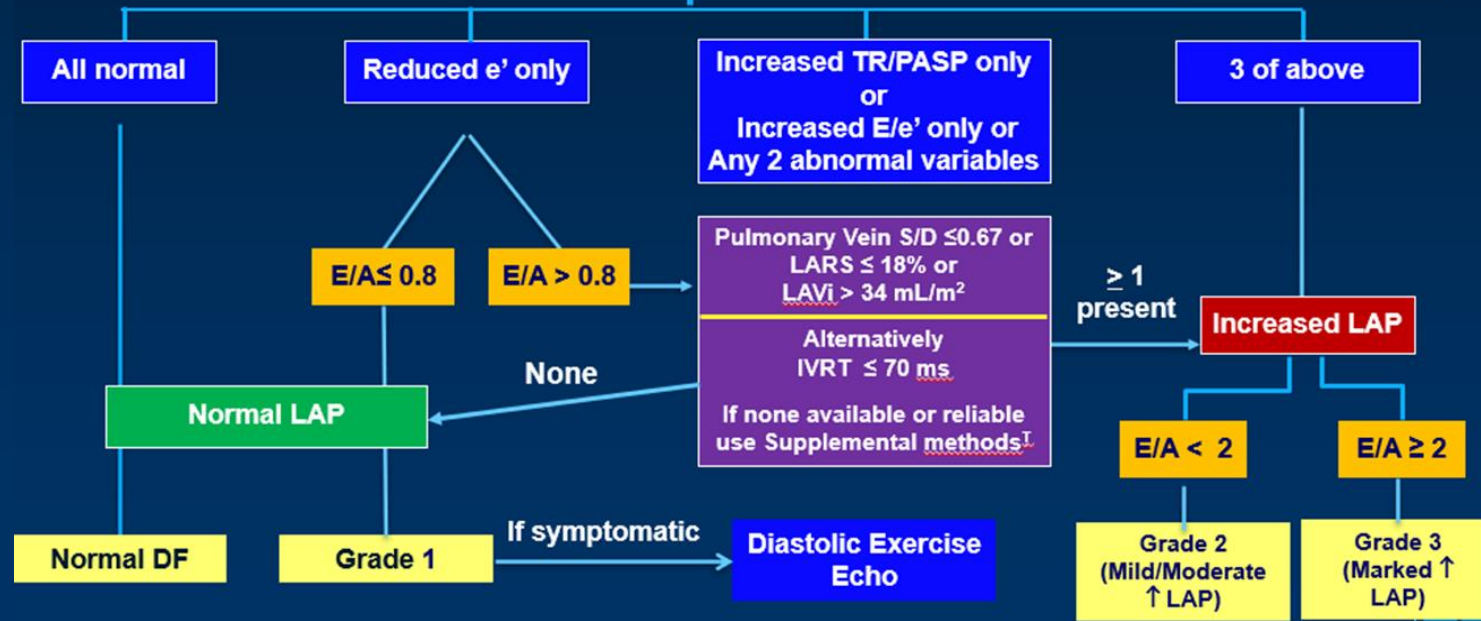 All normal
Reduced e’ only
Increased TR/PASP only
or
Increased E/e’ only or
Any 2 abnormal variables
3 of above
E/A≤ 0.8
E/A > 0.8
Pulmonary Vein S/D ≤0.67 or
LARS ≤ 18% or
LAVi > 34 mL/m²
Alternatively
IVRT ≤ 70 ms
If none available or reliable
use Supplemental methodsᵀ
≥ 1
present
Increased LAP
None
Normal LAP
E/A < 2
E/A ≥ 2
Normal DF
Grade 1
If symptomatic
Diastolic Exercise
Echo
Grade 2
(Mild/Moderate
↑ LAP)
Grade 3
(Marked ↑
LAP)